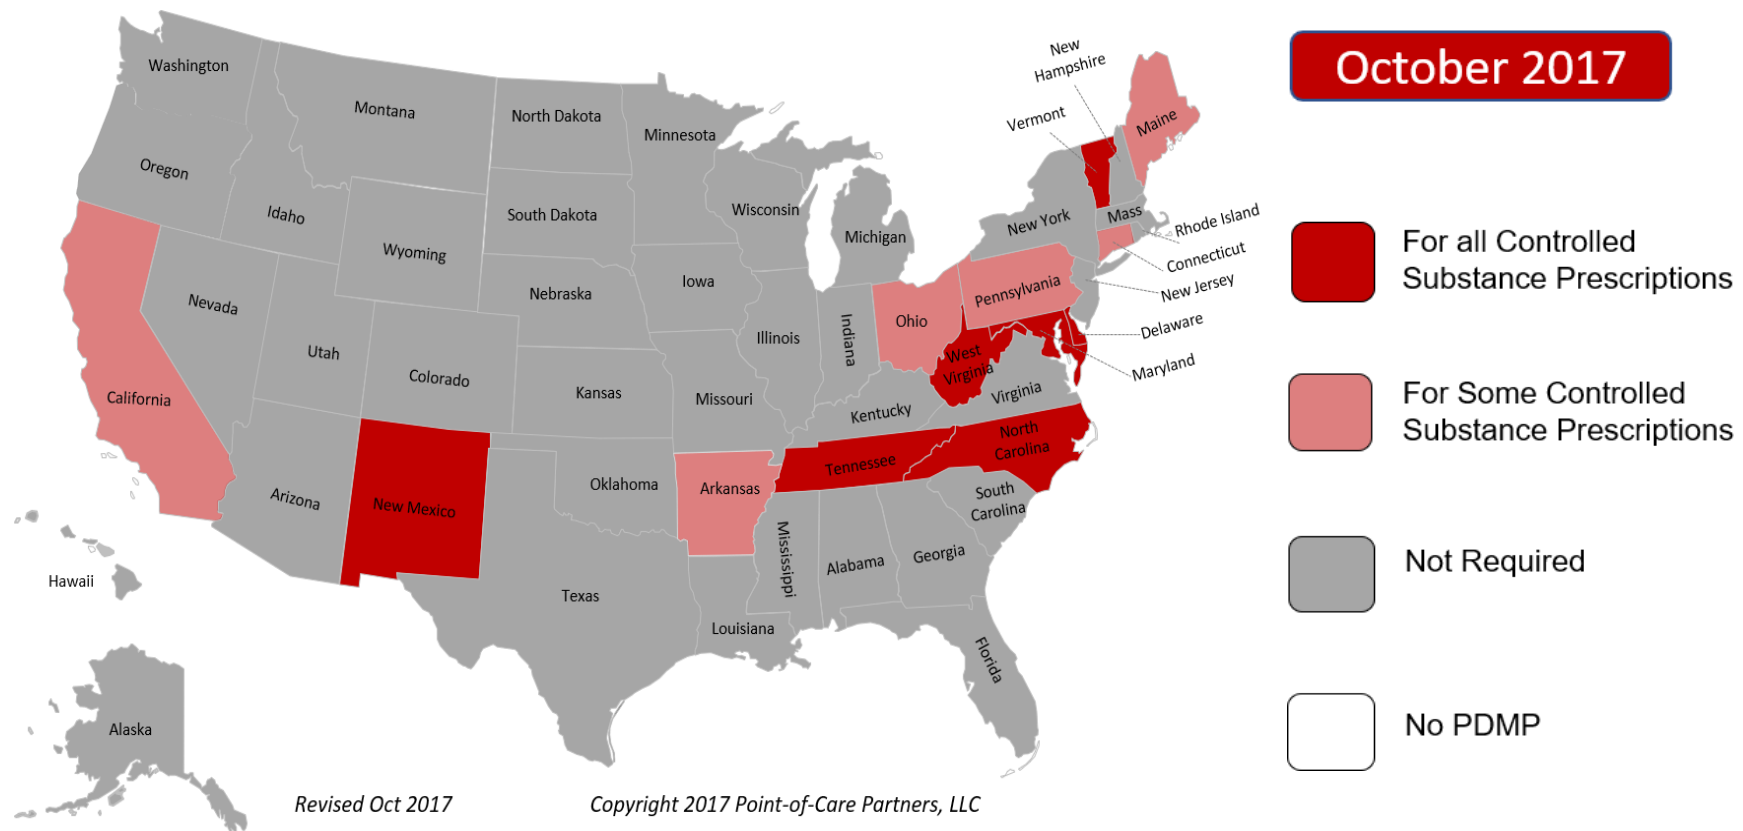 October 2017
New
Hampshire
Vermont
Maine
Washington
Montana
North Dakota
Minnesota
Oregon
Idaho
South Dakota
Wisconsin
Michigan
New York
Mass
Rhode Island
Connecticut
New Jersey
Wyoming
Iowa
Nebraska
Pennsylvania
Delaware
Maryland
Nevada
Utah
Colorado
Illinois
Indiana
Ohio
West
Virginia
Virginia
California
Kansas
Missouri
Kentucky
North
Carolina
Tennessee
Arizona
New Mexico
Oklahoma
Arkansas
South
Carolina
Mississippi
Alabama
Georgia
Hawaii
Texas
Louisiana
Florida
Alaska
For all Controlled
Substance Prescriptions
For Some Controlled
Substance Prescriptions
Not Required
No PDMP
Revised Oct 2017
Copyright 2017 Point-of-Care Partners, LLC